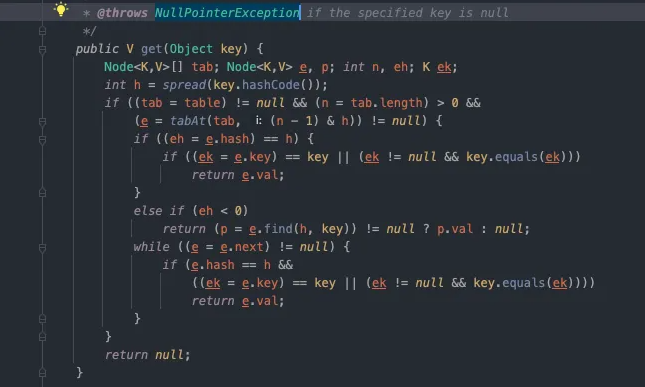 * @throws NullPointerException if the specified key is null
*/
public V get(Object key) {
Node<K,V>[] tab; Node<K,V> e, p; int n, eh; K ek;
int h = spread(key.hashCode());
if ((tab = table) != null && (n = tab.length) > 0 &&
(e = tabAt(tab, i: (n - 1) & h)) != null) {
if ((eh = e.hash) == h) {
if ((ek = e.key) == key || (ek != null && key.equals(ek)))
return e.val;
}
else if (eh < 0)
return (p = e.find(h, key)) != null ? p.val : null;
while ((e = e.next) != null) {
if (e.hash == h &&
((ek = e.key) == key || (ek != null && key.equals(ek))))
return e.val;
}
}
return null;
}